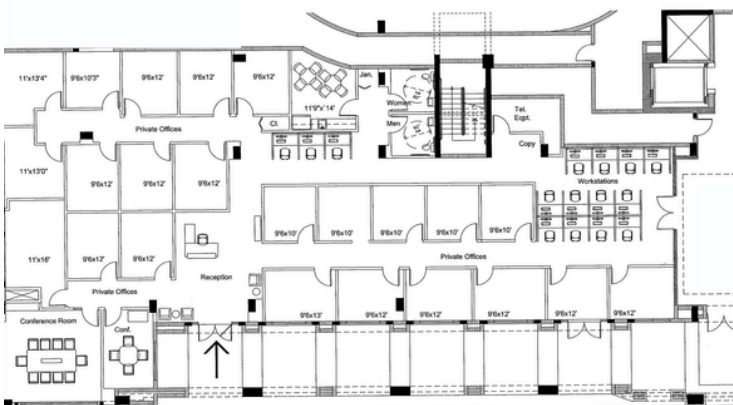 11'x13'4"
9'6x10'3"
9'6x12'
9'6x12'
9'6x12'
Jan.
11'9"x 14'
Women
Tel.
Eqpt.
Private Offices
Cl.
Men
Copy
11'x13'0"
9'6x12'
9'6x12'
9'6x12'
Workstations
9'6x10'
9'6x10'
9'6x10'
9'6x10'
9'6x10'
11'x16'
9'6x12'
9'6x12'
Private Offices
Reception
Private Offices
Conference Room
Conf.
9'6x13'
9'6x12'
9'6x12'
9'6x12'
9'6x12'
9'6x12'